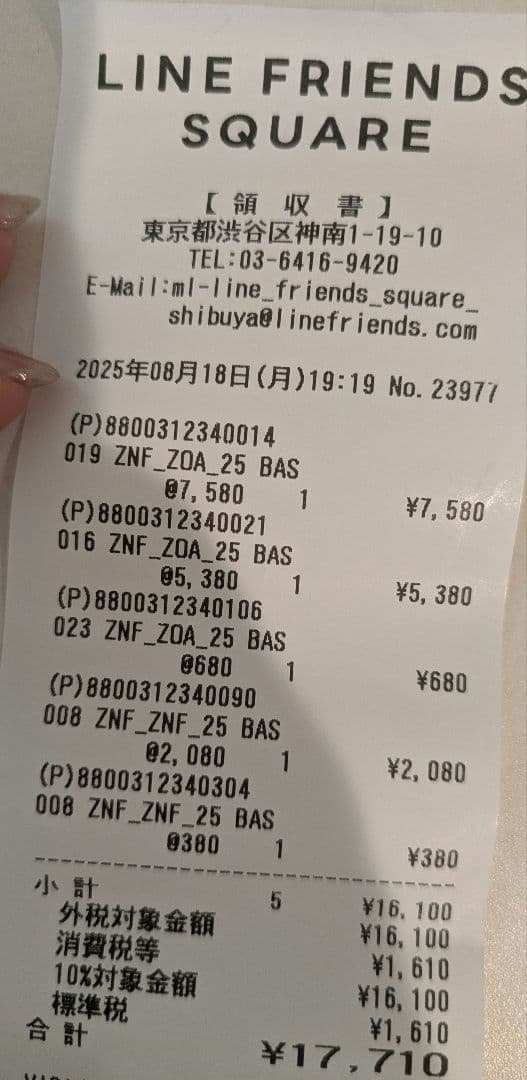 LINE FRIENDS
SQUARE
【 領 収 書 】
東京都渋谷区神南1-19-10
TEL:03-6416-9420
E-Mail:ml-line_friends_square_
shibuya@linefriends.com
2025年08月18日(月)19:19 No. 23977
(P)8800312340014
019 ZNF_ZOA_25 BAS
@7,580 1 ¥7,580
(P)8800312340021
016 ZNF_ZOA_25 BAS
@5,380 1 ¥5,380
(P)8800312340106
023 ZNF_ZOA_25 BAS
@680 1 ¥680
(P)8800312340090
008 ZNF_ZNF_25 BAS
@2,080 1 ¥2,080
(P)8800312340304
008 ZNF_ZNF_25 BAS
@380 1 ¥380
小 計 5 ¥16,100
外税対象金額 ¥16,100
消費税等 ¥1,610
10%対象金額 ¥16,100
標準税 ¥1,610
合 計 ¥17,710